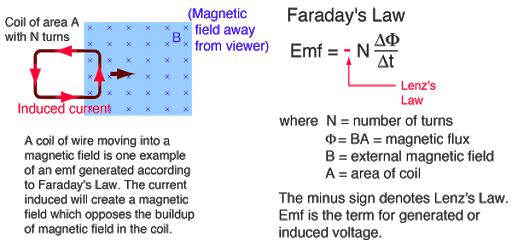 Coil of area A
with N turns
(Magnetic
field away
from viewer)
B
Induced current
A coil of wire moving into a
magnetic field is one example
of an emf generated according
to Faraday's Law. The current
induced will create a magnetic
field which opposes the buildup
of magnetic field in the coil.
Faraday's Law
Emf = - N ΔΦ/Δt
Lenz's
Law
where N = number of turns
Φ = BA = magnetic flux
B = external magnetic field
A = area of coil
The minus sign denotes Lenz's Law.
Emf is the term for generated or
induced voltage.